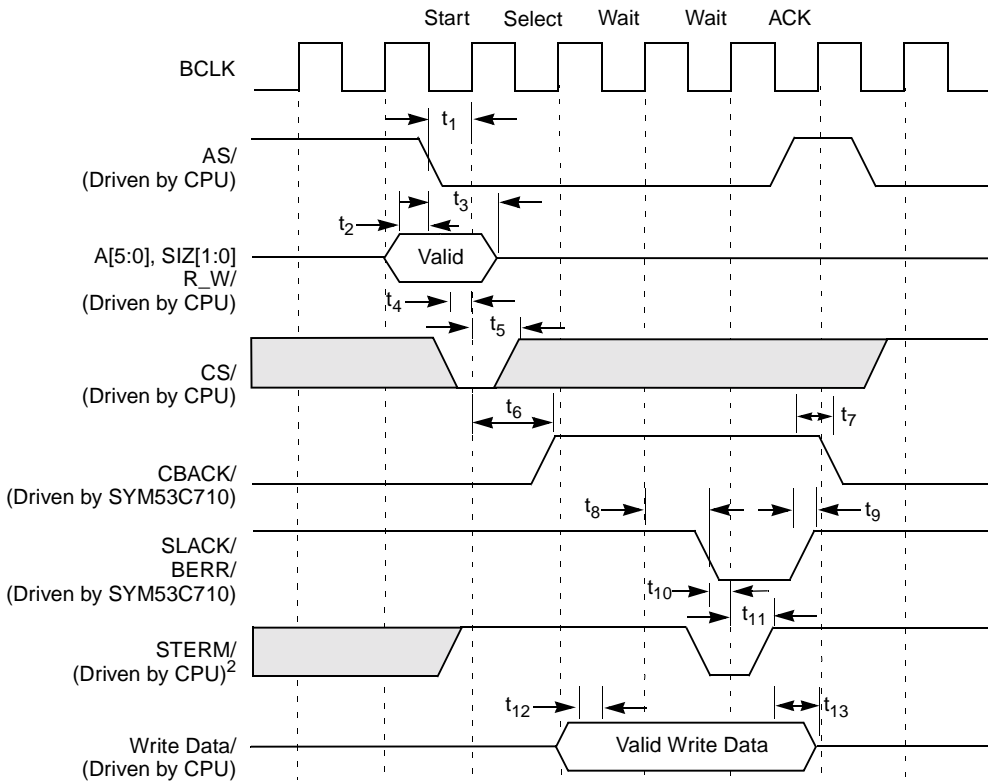 Start Select Wait Wait ACK
BCLK
t1
AS/
(Driven by CPU)
t3
t2
A[5:0], SIZ[1:0]
R_W/
(Driven by CPU)
Valid
t4
t5
CS/
(Driven by CPU)
t6
t7
CBACK/
(Driven by SYM53C710)
t8
t9
SLACK/
BERR/
(Driven by SYM53C710)
t10
t11
STERM/
(Driven by CPU)2
t12
t13
Write Data/
(Driven by CPU)
Valid Write Data